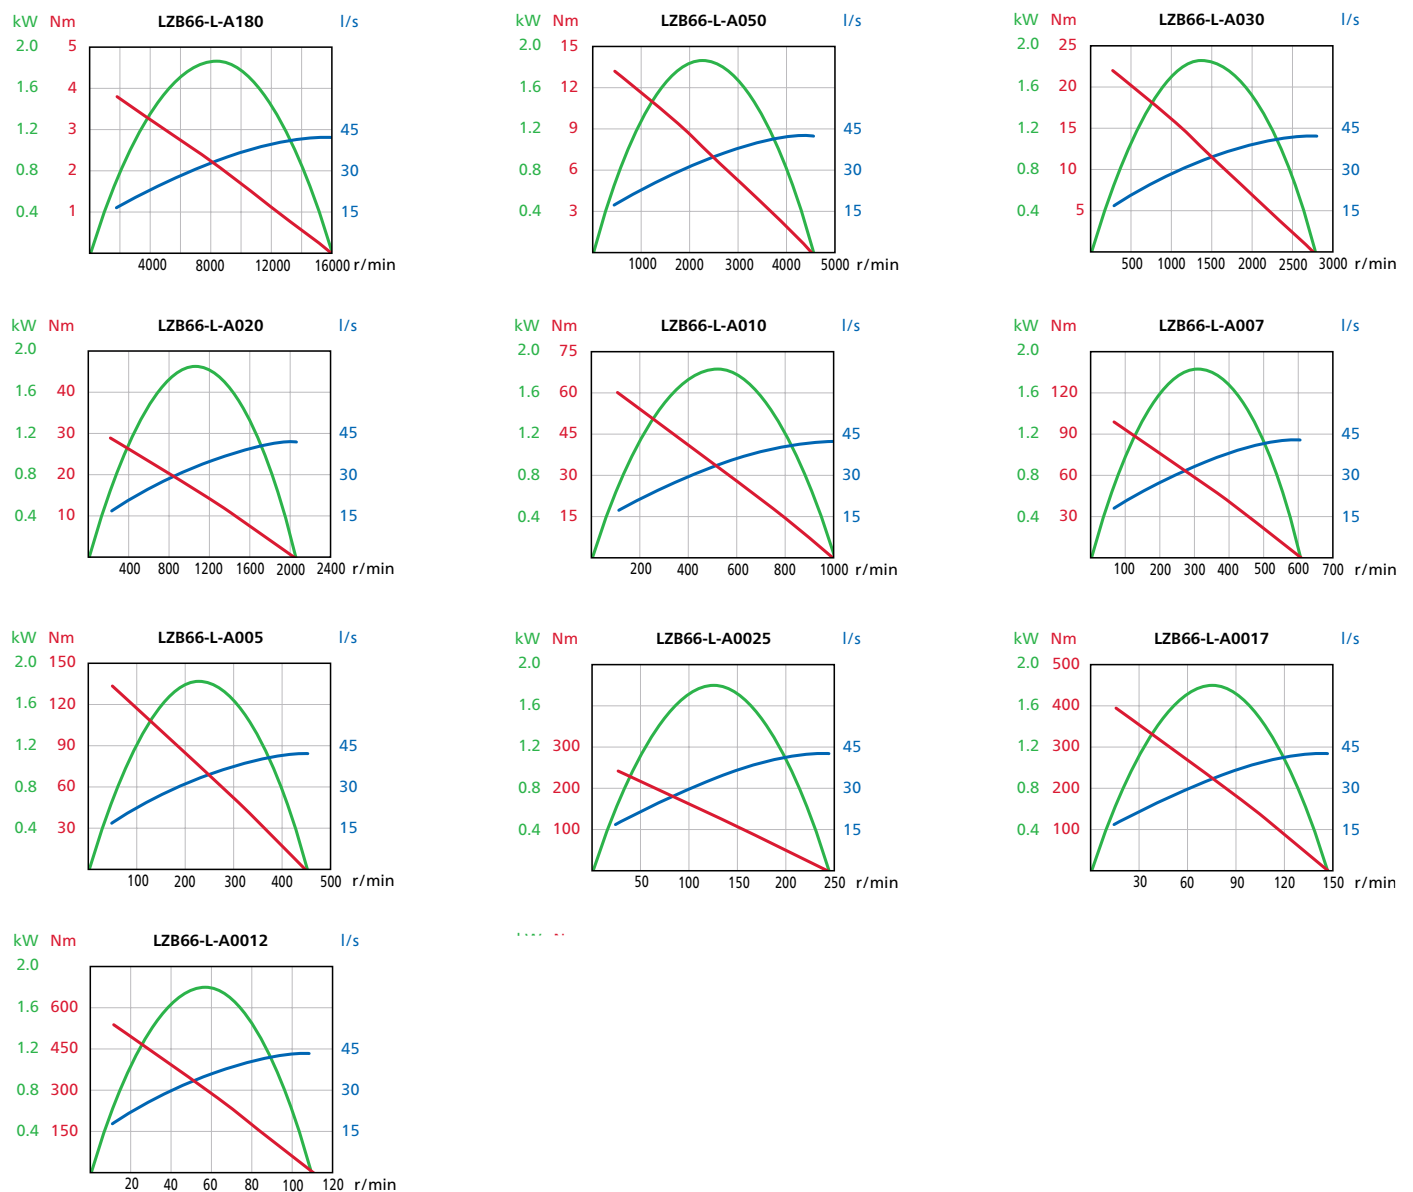 kW Nm LZB66-L-A180 l/s
2.0 5
1.6 4
1.2 3 45
0.8 2 30
0.4 1 15
4000 8000 12000 16000 r/min
kW Nm LZB66-L-A050 l/s
2.0 15
1.6 12
1.2 9 45
0.8 6 30
0.4 3 15
1000 2000 3000 4000 5000 r/min
kW Nm LZB66-L-A030 l/s
2.0 25
1.6 20
1.2 15 45
0.8 10 30
0.4 5 15
500 1000 1500 2000 2500 3000 r/min
kW Nm LZB66-L-A020 l/s
2.0
1.6 40
1.2 30 45
0.8 20 30
0.4 10 15
400 800 1200 1600 2000 2400 r/min
kW Nm LZB66-L-A010 l/s
2.0 75
1.6 60
1.2 45 45
0.8 30 30
0.4 15 15
200 400 600 800 1000 r/min
kW Nm LZB66-L-A007 l/s
2.0
1.6 120
1.2 90 45
0.8 60 30
0.4 30 15
100 200 300 400 500 600 700 r/min
kW Nm LZB66-L-A005 l/s
2.0 150
1.6 120
1.2 90 45
0.8 60 30
0.4 30 15
100 200 300 400 500 r/min
kW Nm LZB66-L-A0025 l/s
2.0
1.6
1.2 300 45
0.8 200 30
0.4 100 15
50 100 150 200 250 r/min
kW Nm LZB66-L-A0017 l/s
2.0 500
1.6 400
1.2 300 45
0.8 200 30
0.4 100 15
30 60 90 120 150 r/min
kW Nm LZB66-L-A0012 l/s
2.0
1.6 600
1.2 450 45
0.8 300 30
0.4 150 15
20 40 60 80 100 120 r/min